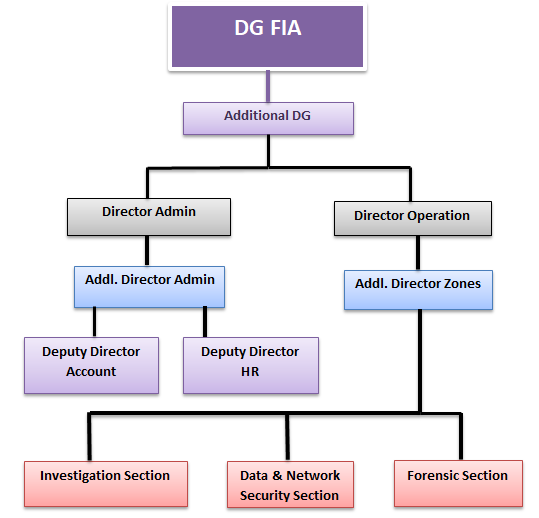 DG FIA
Additional DG
Director Admin
Director Operation
Addl. Director Admin
Addl. Director Zones
Deputy Director
Account
Deputy Director
HR
Investigation Section
Data & Network
Security Section
Forensic Section